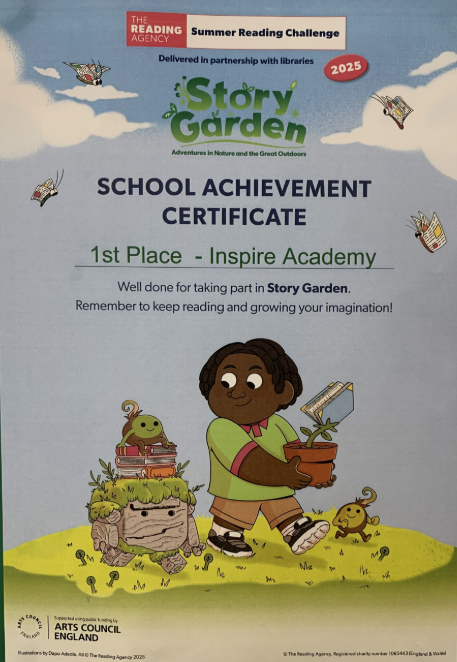 THE
READING
AGENCY
Summer Reading Challenge
Delivered in partnership with libraries
2025
Story
Garden
Adventures in Nature and the Great Outdoors
SCHOOL ACHIEVEMENT
CERTIFICATE
1st Place - Inspire Academy
Well done for taking part in Story Garden.
Remember to keep reading and growing your imagination!
ARTS COUNCIL
ENGLAND
Supported using public funding by
ARTS COUNCIL
ENGLAND
Illustrations by Dapo Adeola. All © The Reading Agency 2025
© The Reading Agency. Registered charity number 1085443 (England & Wales)